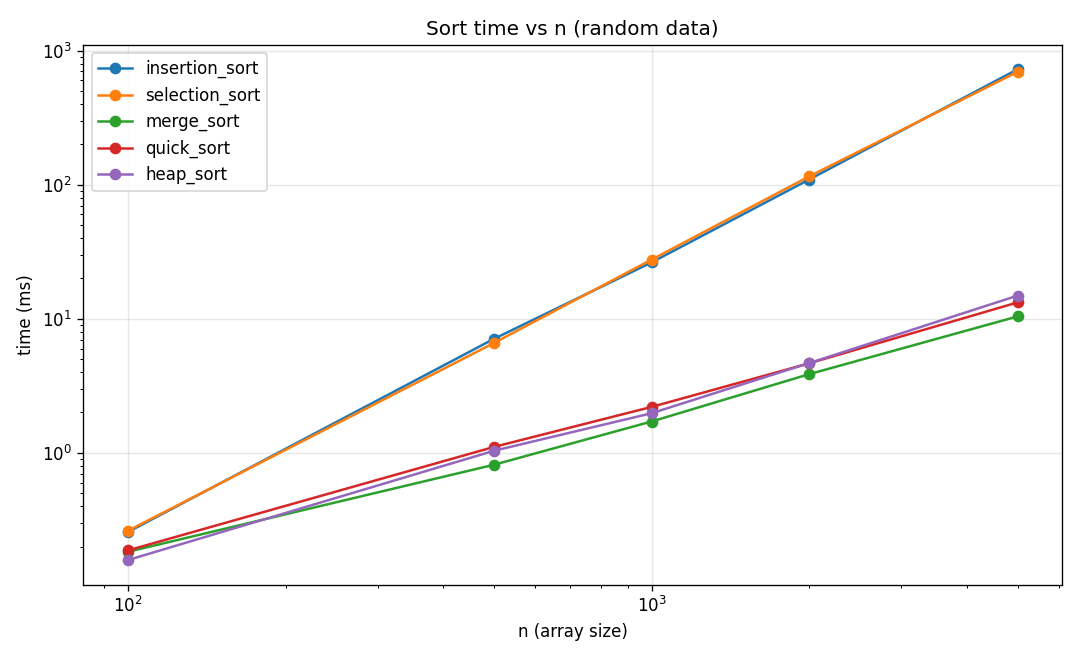 Sort time vs n (random data)
insertion_sort
selection_sort
merge_sort
quick_sort
heap_sort
time (ms)
10³
10²
10¹
10⁰
10²
10³
n (array size)